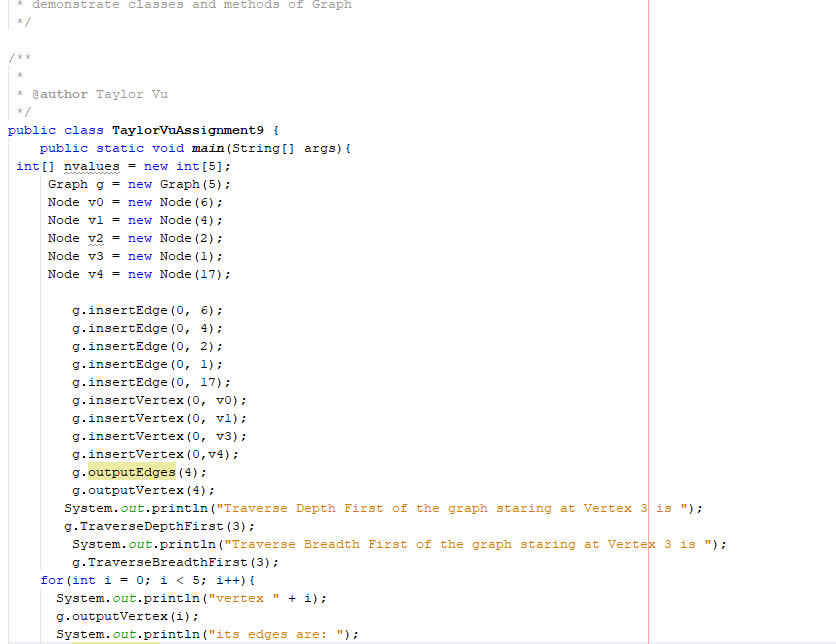 * demonstrate classes and methods of Graph
*/
/**
*
* @author Taylor Vu
*/
public class TaylorVuAssignment9 {
public static void main(String[] args){
int[] nvalues = new int[5];
Graph g = new Graph(5);
Node v0 = new Node(6);
Node v1 = new Node(4);
Node v2 = new Node(2);
Node v3 = new Node(1);
Node v4 = new Node(17);
g.insertEdge(0, 6);
g.insertEdge(0, 4);
g.insertEdge(0, 2);
g.insertEdge(0, 1);
g.insertEdge(0, 17);
g.insertVertex(0, v0);
g.insertVertex(0, v1);
g.insertVertex(0, v3);
g.insertVertex(0,v4);
g.outputEdges(4);
g.outputVertex(4);
System.out.println("Traverse Depth First of the graph staring at Vertex 3 is ");
g.TraverseDepthFirst(3);
System.out.println("Traverse Breadth First of the graph staring at Vertex 3 is ");
g.TraverseBreadthFirst(3);
for(int i = 0; i < 5; i++){
System.out.println("vertex " + i);
g.outputVertex(i);
System.out.println("its edges are: ");